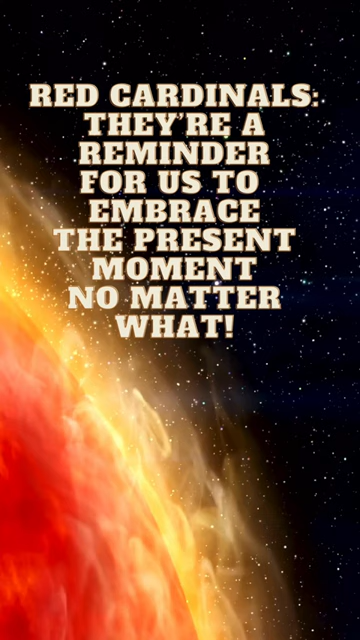 RED CARDINALS:
THEY'RE A
REMINDER
FOR US TO
EMBRACE
THE PRESENT
MOMENT
NO MATTER
WHAT!